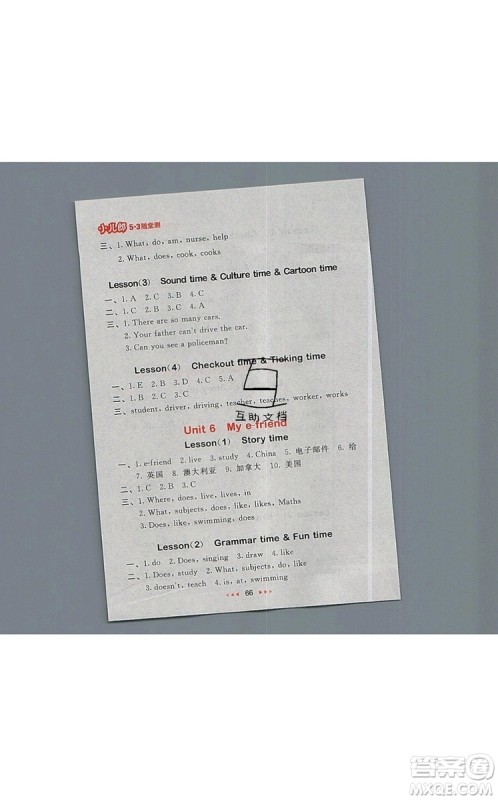 小儿郎 5·3随堂测
三、1. What, do, am, nurse, help
2. What, does, cook, cooks
Lesson(3) Sound time & Culture time & Cartoon time
一、1. A 2. C 3. B 4. C
二、1. C 2. B 3. C 4. A
三、1. There are so many cars.
2. Your father can't drive the car.
3. Can you see a policeman?
Lesson(4) Checkout time & Ticking time
一、1. E 2. B 3. D 4. C 5. A
二、1. C 2. C
三、student, driver, driving, teacher, teaches, worker, works
互助文档
Unit 6 My e-friend
Lesson(1) Story time
一、1. e-friend 2. live 3. study 4. China 5. 电子邮件 6. 给
7. 英国 8. 澳大利亚 9. 加拿大 10. 美国
二、1. C 2. A 3. B
三、1. Where, does, live, lives, in
2. What, subjects, does, like, likes, Maths
3. Does, like, swimming, does
Lesson(2) Grammar time & Fun time
一、1. do 2. Does, singing 3. draw 4. like
二、1. Does, study 2. What, subjects, do, like
3. doesn't, teach 4. is, at, swimming
66
答案圈
MXQE.COM